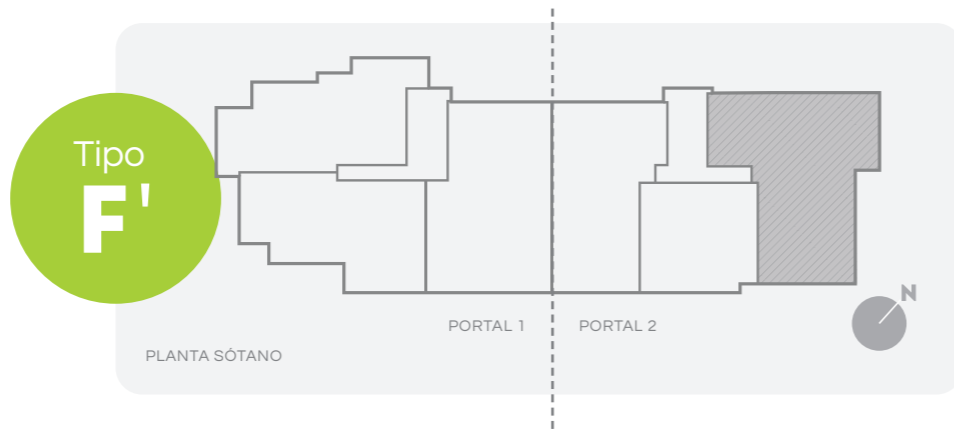 Tipo
F'
N
PORTAL 1
PORTAL 2
PLANTA SÓTANO